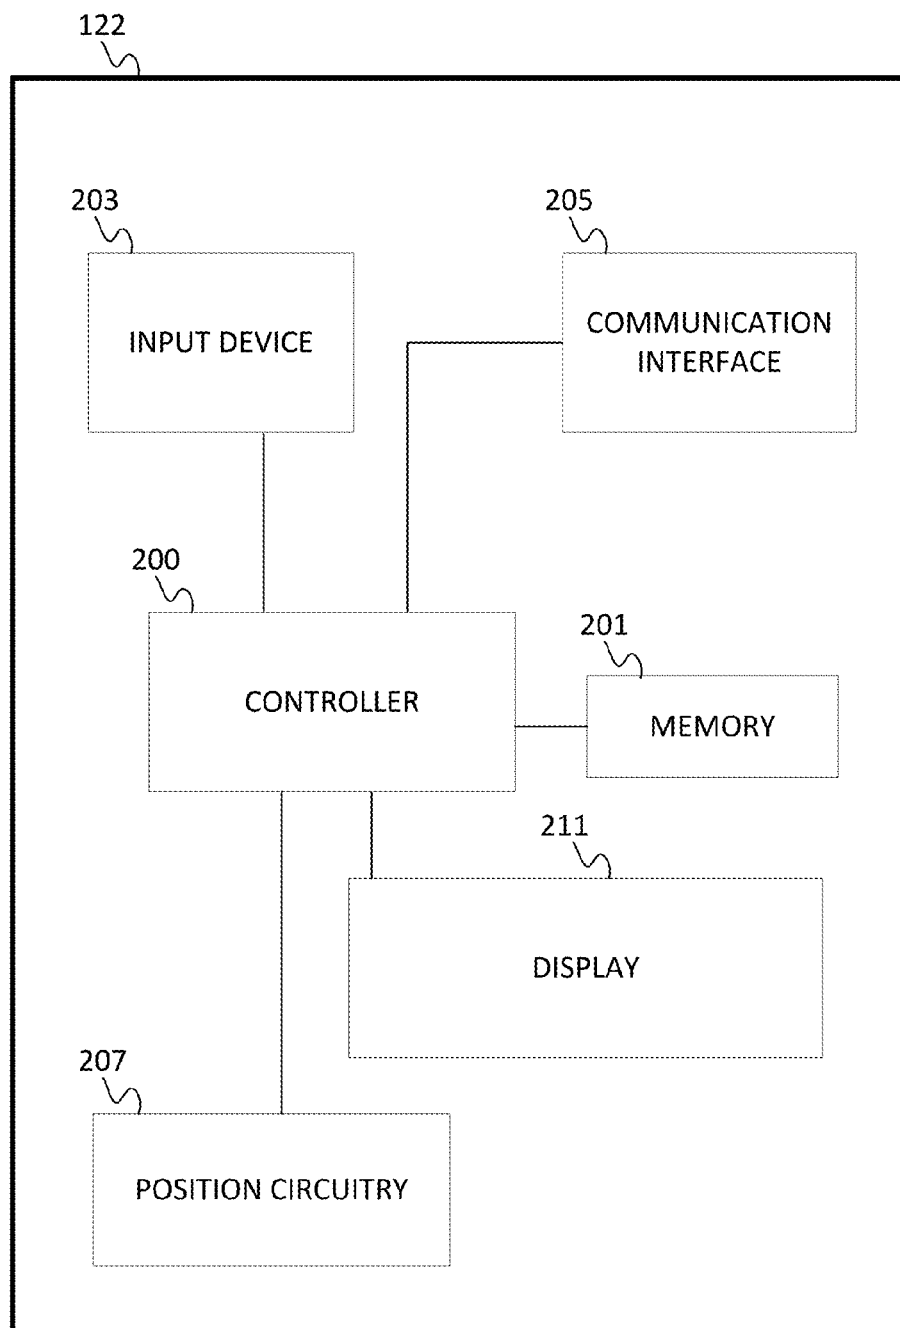 122
203
205
INPUT DEVICE
COMMUNICATION
INTERFACE
200
201
CONTROLLER
MEMORY
211
DISPLAY
207
POSITION CIRCUITRY